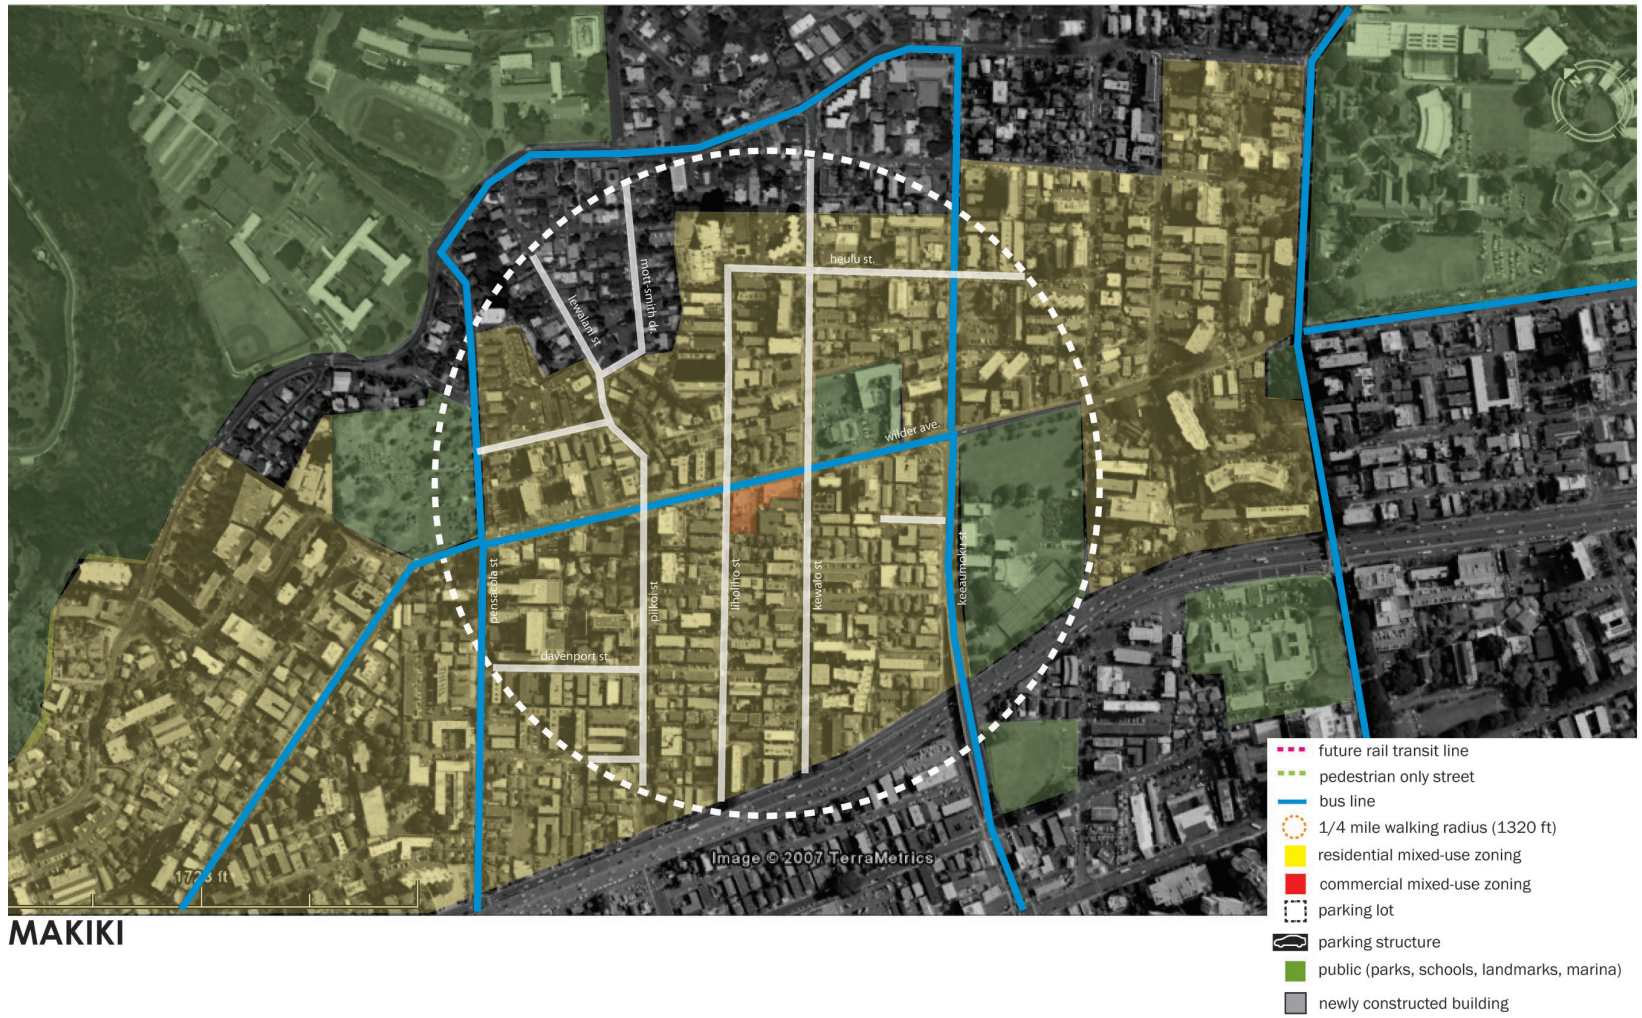 heulu st.
mott-smith dr.
lewalani st
wilder ave.
pensacola st
piikoi st
liholiho st
kewalo st
keeaumoku st.
davenport st.
N
Image © 2007 TerraMetrics
1723 ft
MAKIKI
future rail transit line
pedestrian only street
bus line
1/4 mile walking radius (1320 ft)
residential mixed-use zoning
commercial mixed-use zoning
parking lot
parking structure
public (parks, schools, landmarks, marina)
newly constructed building